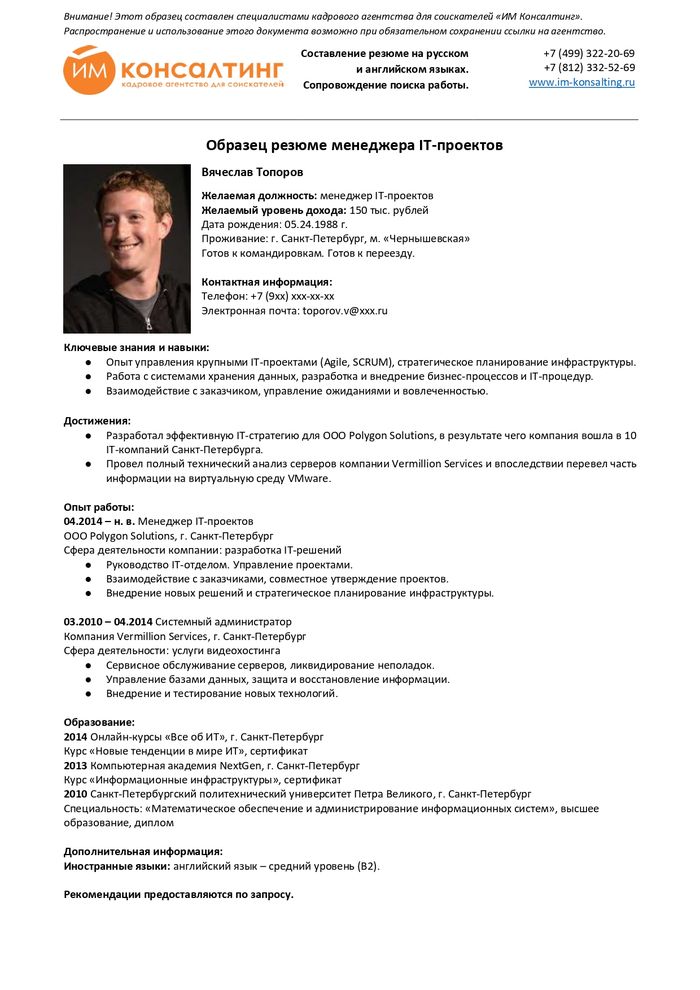 Внимание! Этот образец составлен специалистами кадрового агентства для соискателей «ИМ Консалтинг».
Распространение и использование этого документа возможно при обязательном сохранении ссылки на агентство.
ИМ КОНСАЛТИНГ
кадровое агентство для соискателей
Составление резюме на русском
и английском языках.
Сопровождение поиска работы.
+7 (499) 322-20-69
+7 (812) 332-52-69
www.im-konsalting.ru
Образец резюме менеджера IT-проектов
Вячеслав Топоров
Желаемая должность: менеджер IT-проектов
Желаемый уровень дохода: 150 тыс. рублей
Дата рождения: 05.24.1988 г.
Проживание: г. Санкт-Петербург, м. «Чернышевская»
Готов к командировкам. Готов к переезду.
Контактная информация:
Телефон: +7 (9хх) ххх-хх-хх
Электронная почта: toporov.v@xxx.ru
Ключевые знания и навыки:
● Опыт управления крупными IT-проектами (Agile, SCRUM), стратегическое планирование инфраструктуры.
● Работа с системами хранения данных, разработка и внедрение бизнес-процессов и IT-процедур.
● Взаимодействие с заказчиком, управление ожиданиями и вовлеченностью.
Достижения:
● Разработал эффективную IT-стратегию для ООО Polygon Solutions, в результате чего компания вошла в 10
IT-компаний Санкт-Петербурга.
● Провел полный технический анализ серверов компании Vermillion Services и впоследствии перевел часть
информации на виртуальную среду VMware.
Опыт работы:
04.2014 – н. в. Менеджер IT-проектов
ООО Polygon Solutions, г. Санкт-Петербург
Сфера деятельности компании: разработка IT-решений
● Руководство IT-отделом. Управление проектами.
● Взаимодействие с заказчиками, совместное утверждение проектов.
● Внедрение новых решений и стратегическое планирование инфраструктуры.
03.2010 – 04.2014 Системный администратор
Компания Vermillion Services, г. Санкт-Петербург
Сфера деятельности: услуги видеохостинга
● Сервисное обслуживание серверов, ликвидирование неполадок.
● Управление базами данных, защита и восстановление информации.
● Внедрение и тестирование новых технологий.
Образование:
2014 Онлайн-курсы «Все об ИТ», г. Санкт-Петербург
Курс «Новые тенденции в мире ИТ», сертификат
2013 Компьютерная академия NextGen, г. Санкт-Петербург
Курс «Информационные инфраструктуры», сертификат
2010 Санкт-Петербургский политехнический университет Петра Великого, г. Санкт-Петербург
Специальность: «Математическое обеспечение и администрирование информационных систем», высшее
образование, диплом
Дополнительная информация:
Иностранные языки: английский язык – средний уровень (B2).
Рекомендации предоставляются по запросу.